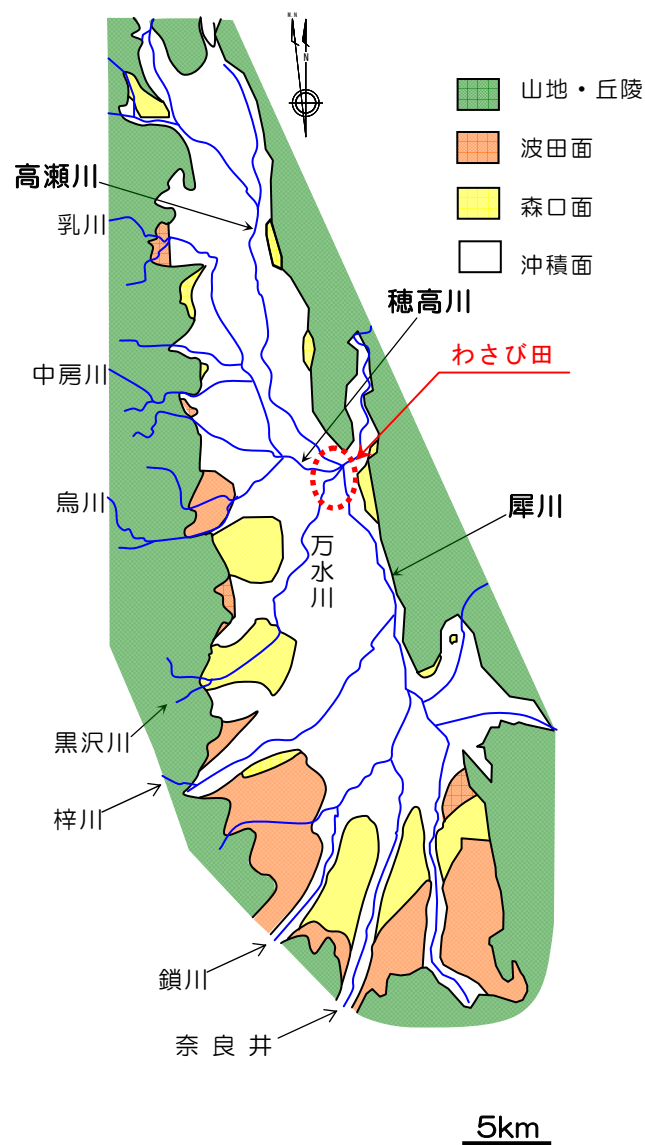 M.N
N
山地・丘陵
波田面
森口面
沖積面
高瀬川
乳川
穂高川
わさび田
中房川
烏川
犀川
万水川
黒沢川
梓川
鎖川
奈良井
5km